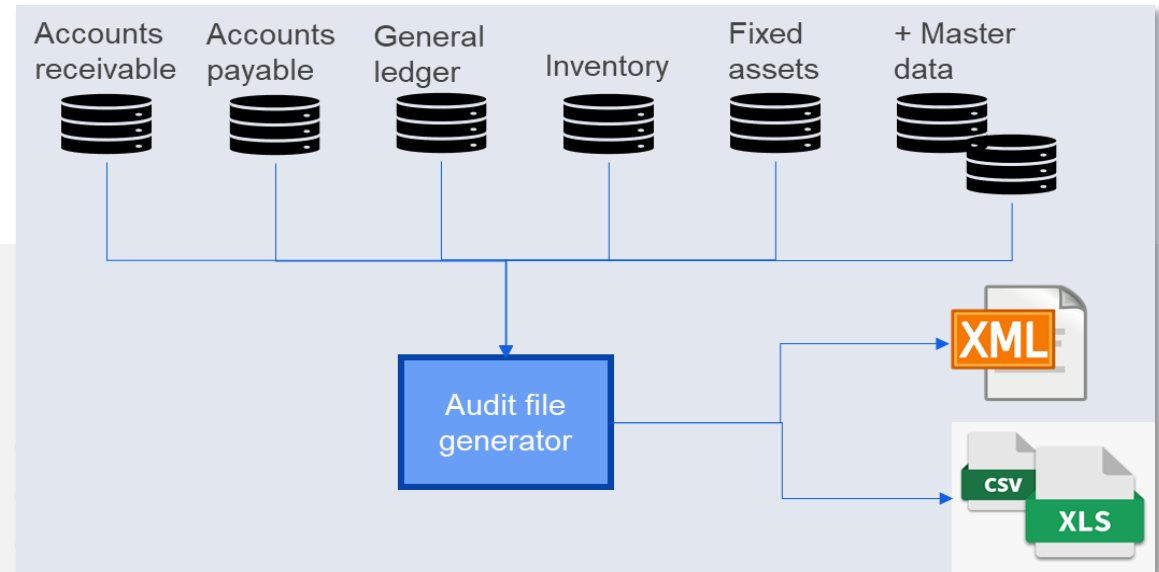 Accounts
receivable
Accounts
payable
General
ledger
Inventory
Fixed
assets
+ Master
data
XML
Audit file
generator
CSV
XLS